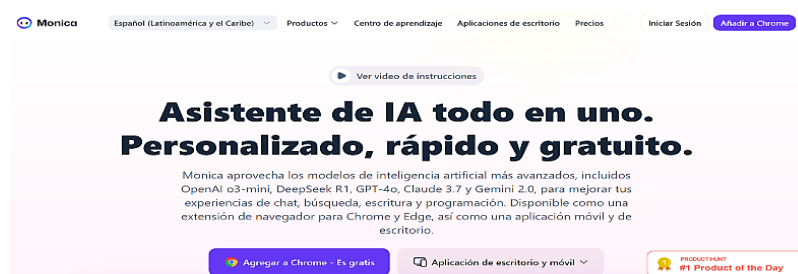 Monica
Español (Latinoamérica y el Caribe)
Productos
Centro de aprendizaje
Aplicaciones de escritorio
Precios
Iniciar Sesión
Añadir a Chrome
Ver video de instrucciones
Asistente de IA todo en uno.
Personalizado, rápido y gratuito.
Monica aprovecha los modelos de inteligencia artificial más avanzados, incluidos
OpenAI o3-mini, DeepSeek R1, GPT-4o, Claude 3.7 y Gemini 2.0, para mejorar tus
experiencias de chat, búsqueda, escritura y programación. Disponible como una
extensión de navegador para Chrome y Edge, así como una aplicación móvil y de
escritorio.
Agregar a Chrome - Es gratis
Aplicación de escritorio y móvil
PRODUCT HUNT
#1 Product of the Day